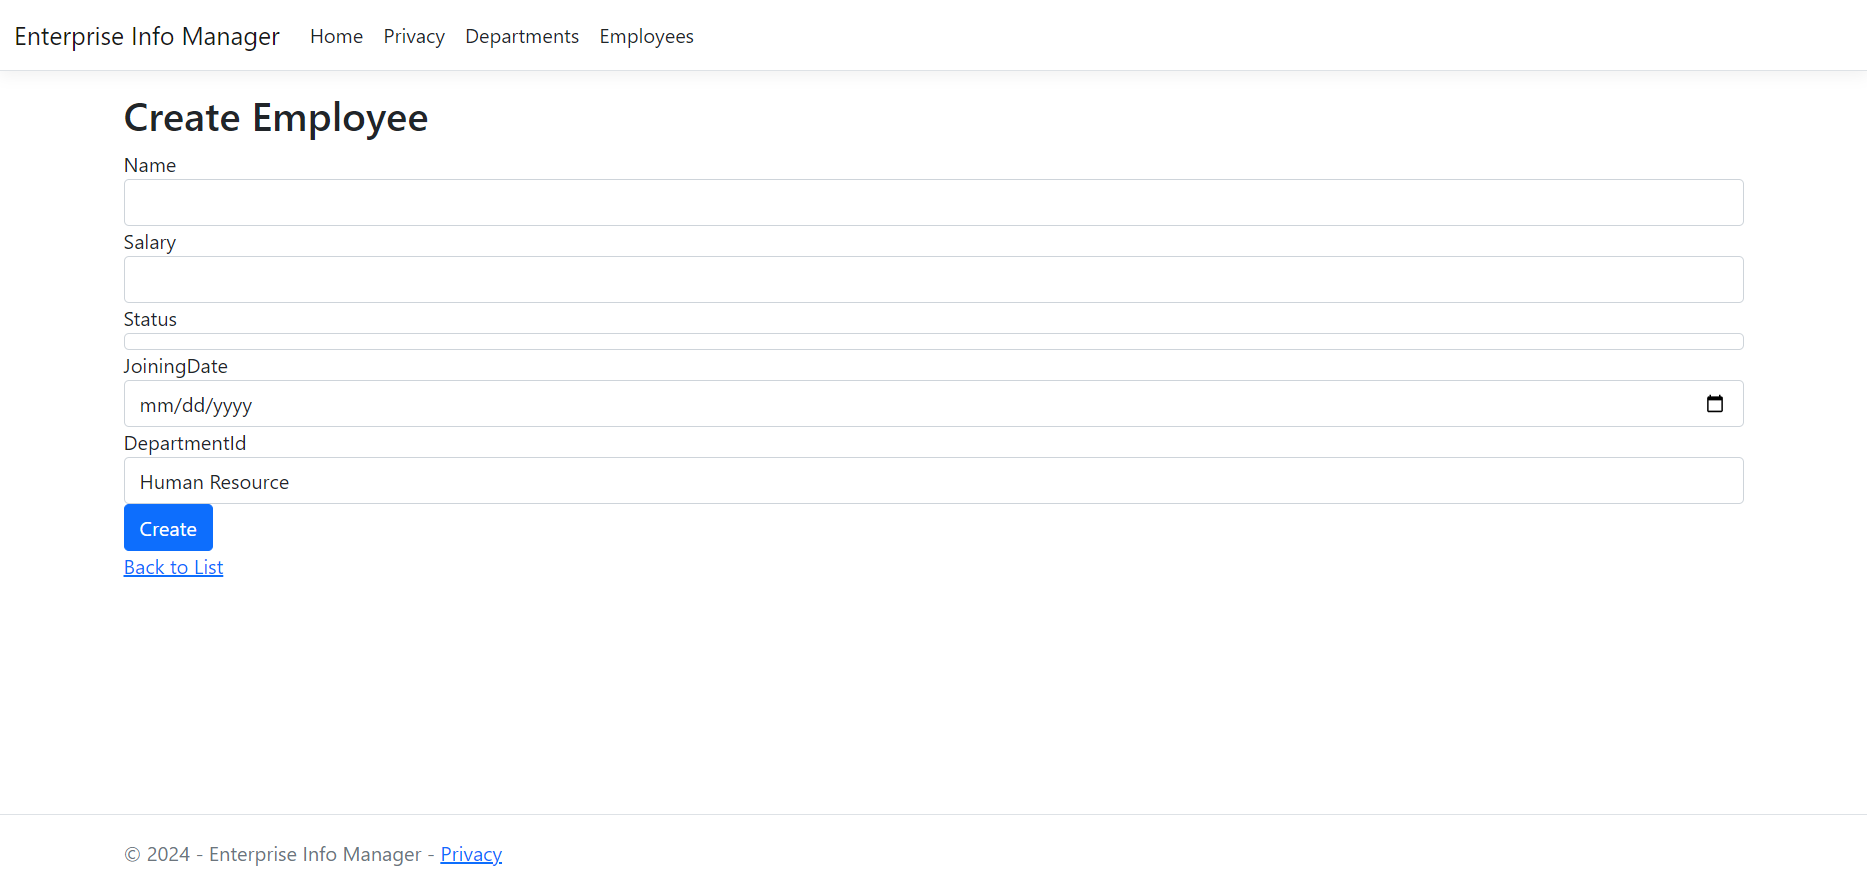 Enterprise Info Manager Home Privacy Departments Employees
Create Employee
Name
Salary
Status
JoiningDate
mm/dd/yyyy
DepartmentId
Human Resource
Create
Back to List
© 2024 - Enterprise Info Manager - Privacy